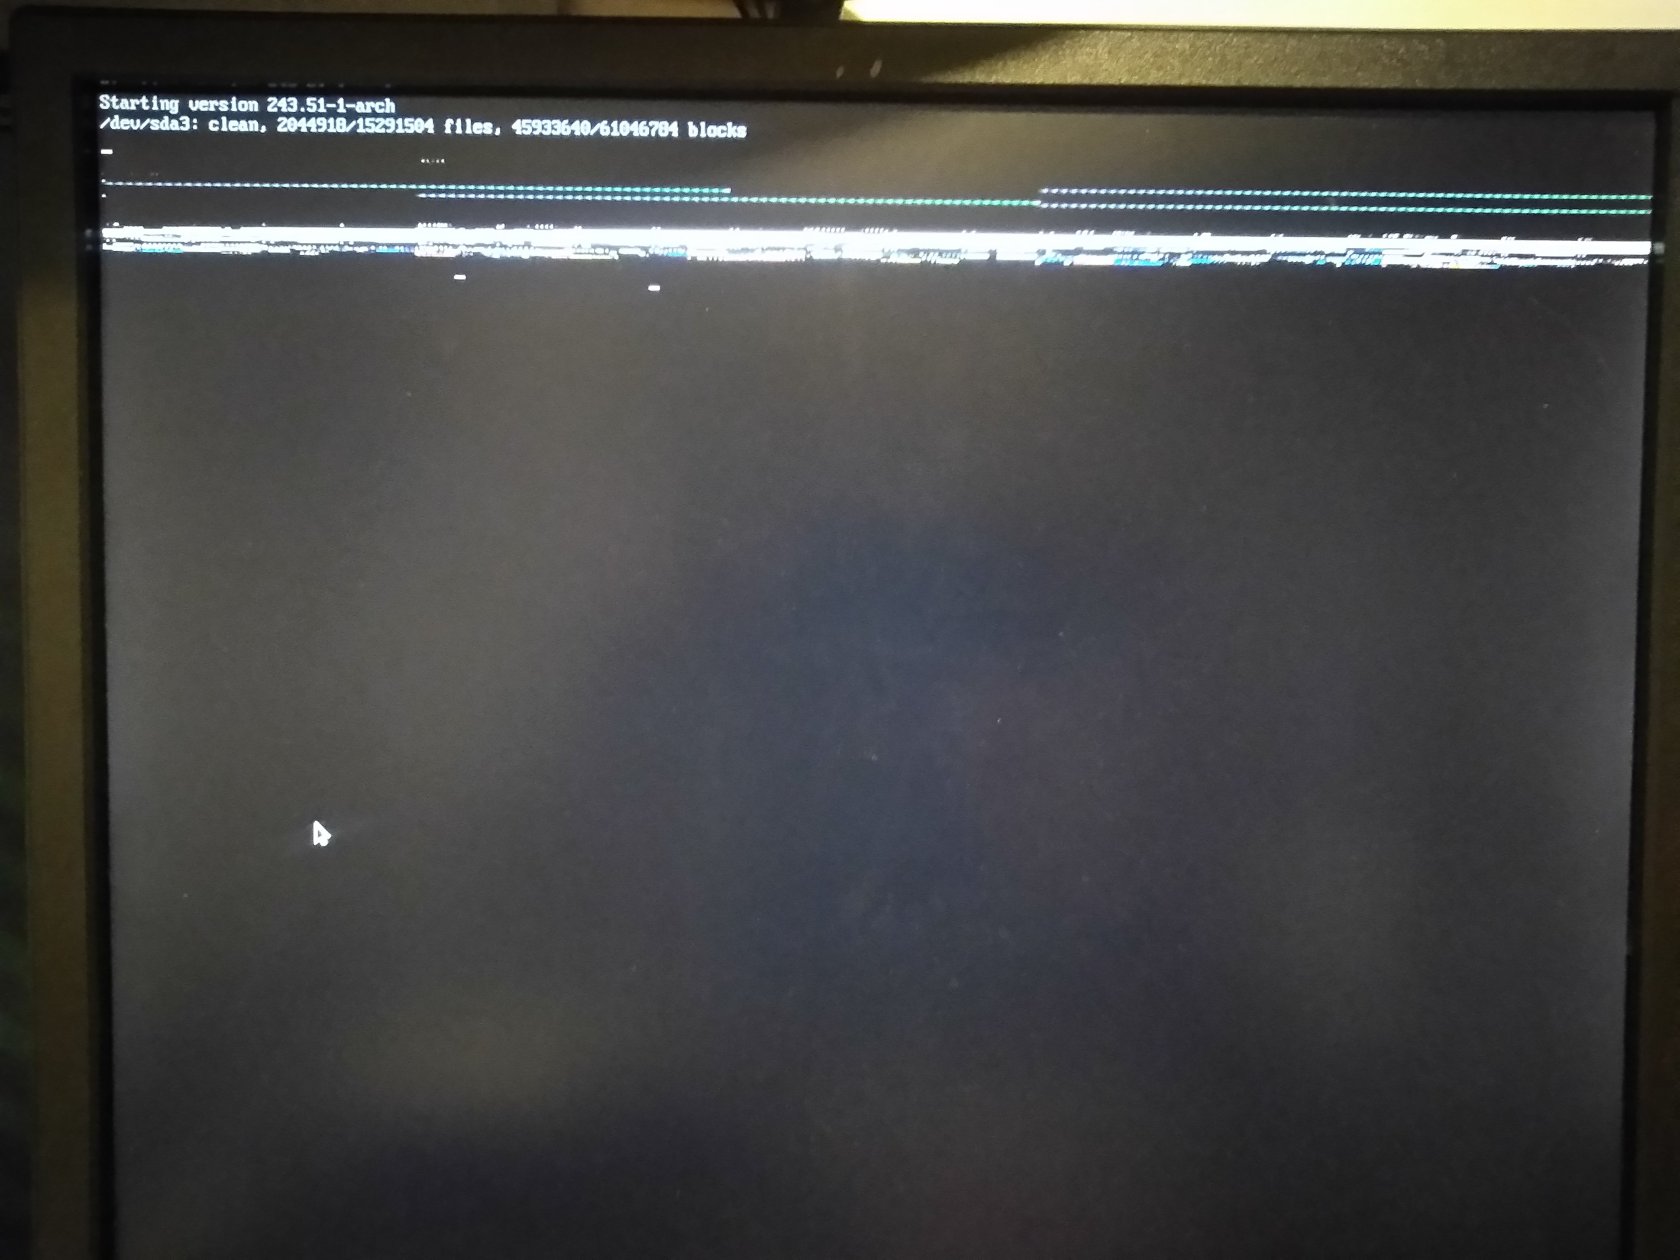 Starting version 243.51-1-arch
/dev/sda3: clean, 2044918/15291504 files, 45933640/61046784 blocks